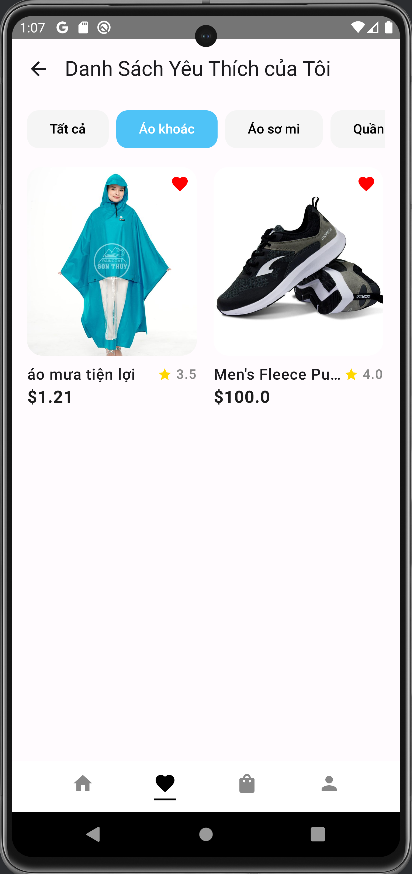 1:07
Danh Sách Yêu Thích của Tôi
Tất cả
Áo khoác
Áo sơ mi
Quần
SƠN THỦY
áo mưa tiện lợi
3.5
$1.21
Men's Fleece Pu...
4.0
$100.0